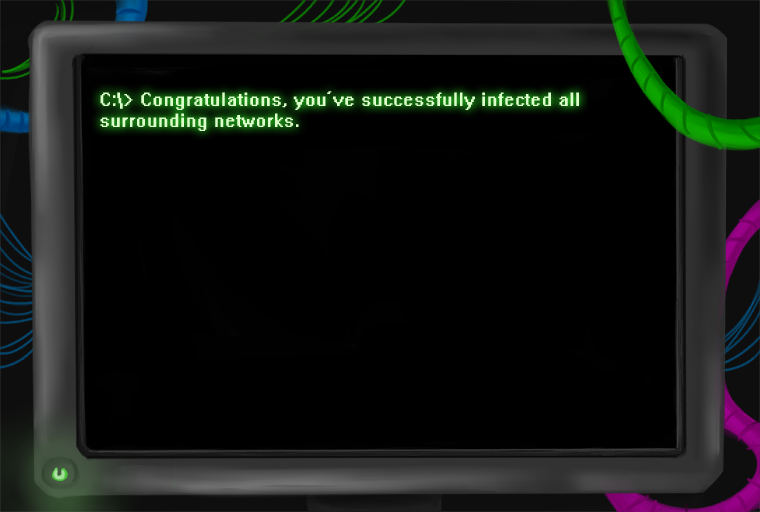 C:\> Congratulations, you´ve successfully infected all
surrounding networks.